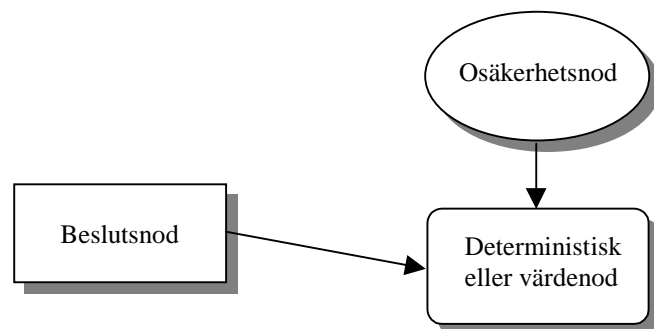 Osäkerhetsnod
Beslutsnod
Deterministisk
eller värdenod